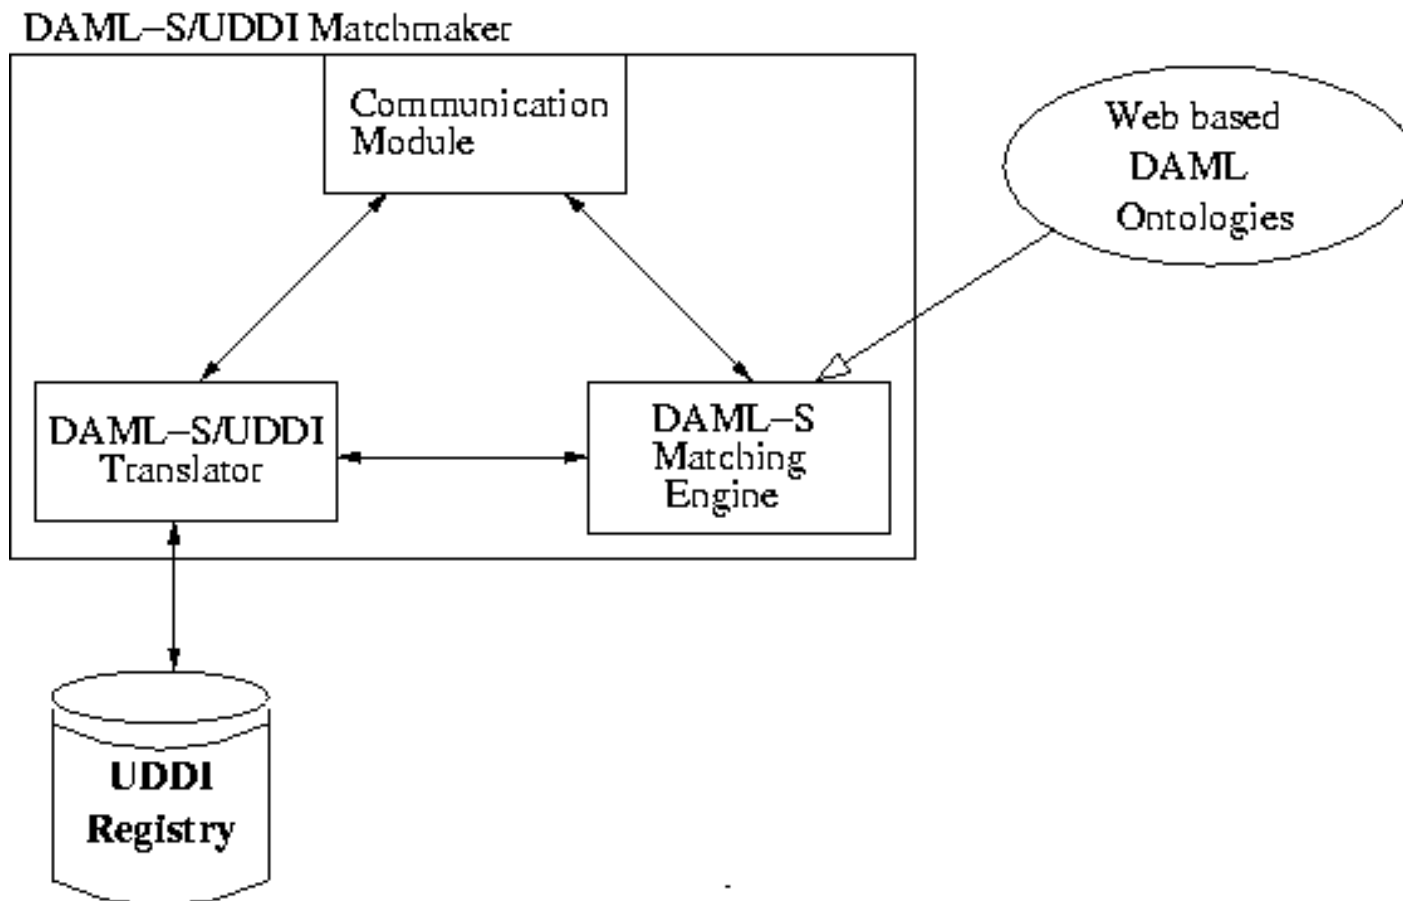 DAML–S/UDDI Matchmaker
Communication
Module
Web based
DAML
Ontologies
DAML–S/UDDI
Translator
DAML–S
Matching
Engine
UDDI
Registry